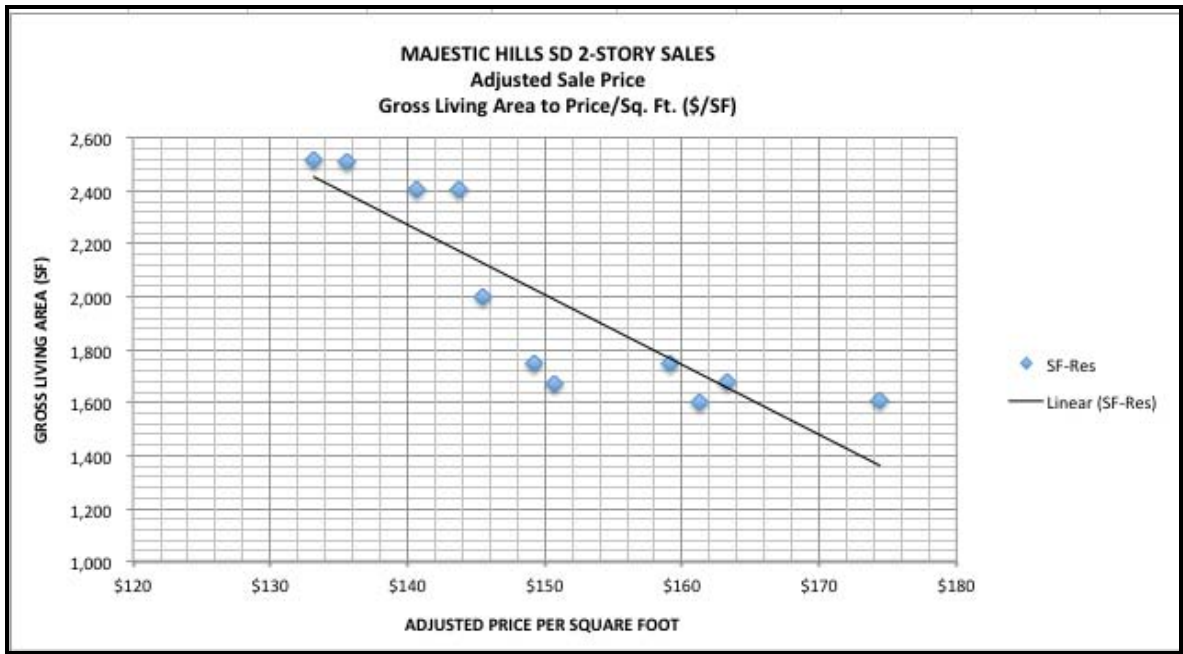 MAJESTIC HILLS SD 2-STORY SALES
Adjusted Sale Price
Gross Living Area to Price/Sq. Ft. ($/SF)
GROSS LIVING AREA (SF)
2,600
2,400
2,200
2,000
1,800
1,600
1,400
1,200
1,000
$120 $130 $140 $150 $160 $170 $180
ADJUSTED PRICE PER SQUARE FOOT
SF-Res
Linear (SF-Res)